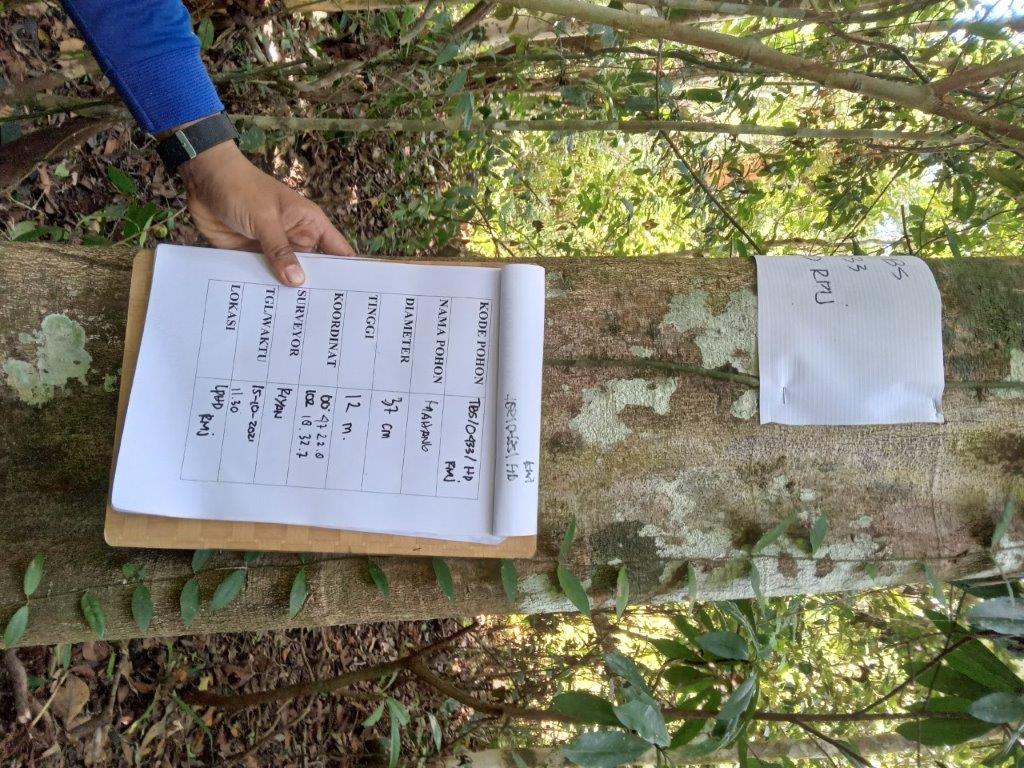 BS
33
RMJ
KODE POHON TBS/0433/HD
RMJ
NAMA POHON MAHANG
DIAMETER 37 cm
TINGGI 12 m.
KOORDINAT 00° 47 22.0
102 18.32.7
SURVEYOR RIYAN
TGL/WAKTU 15-10-2021
11.30
LOKASI LPHD
RMJ